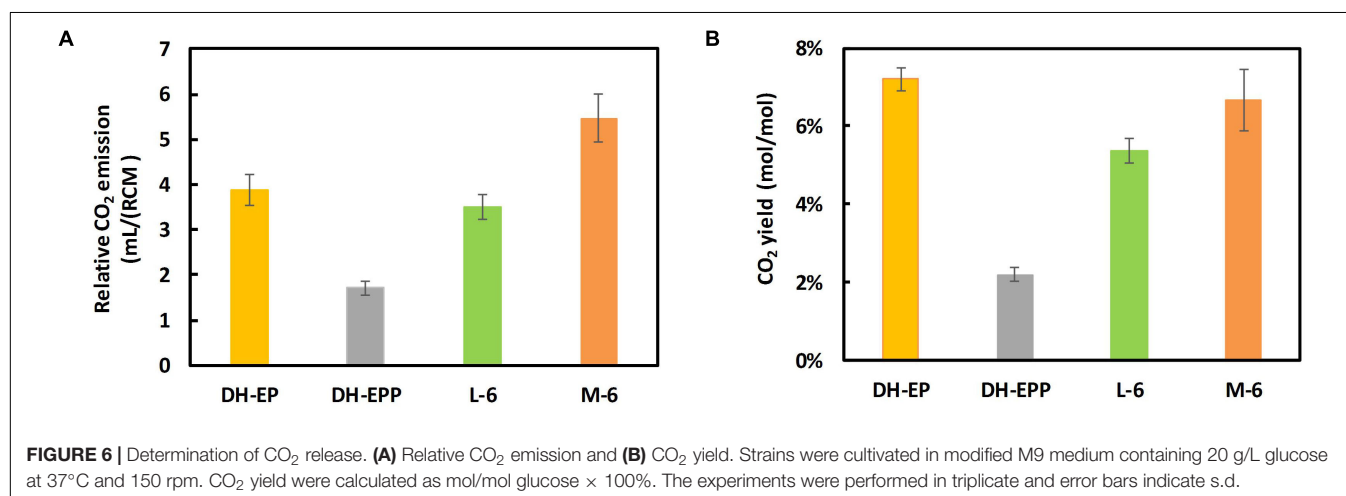 A
Relative CO2 emission
(mL/(RCM )
7
6
5
4
3
2
1
0
DH-EP DH-EPP L-6 M-6
B
CO2 yield (mol/mol)
8%
6%
4%
2%
0%
DH-EP DH-EPP L-6 M-6
FIGURE 6 | Determination of CO2 release. (A) Relative CO2 emission and (B) CO2 yield. Strains were cultivated in modified M9 medium containing 20 g/L glucose
at 37°C and 150 rpm. CO2 yield were calculated as mol/mol glucose × 100%. The experiments were performed in triplicate and error bars indicate s.d.